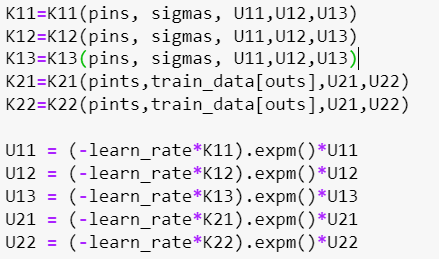 K11=K11(pins, sigmas, U11,U12,U13)
K12=K12(pins, sigmas, U11,U12,U13)
K13=K13(pins, sigmas, U11,U12,U13)
K21=K21(pints,train_data[outs],U21,U22)
K22=K22(pints,train_data[outs],U21,U22)
U11 = (-learn_rate*K11).expm()*U11
U12 = (-learn_rate*K12).expm()*U12
U13 = (-learn_rate*K13).expm()*U13
U21 = (-learn_rate*K21).expm()*U21
U22 = (-learn_rate*K22).expm()*U22